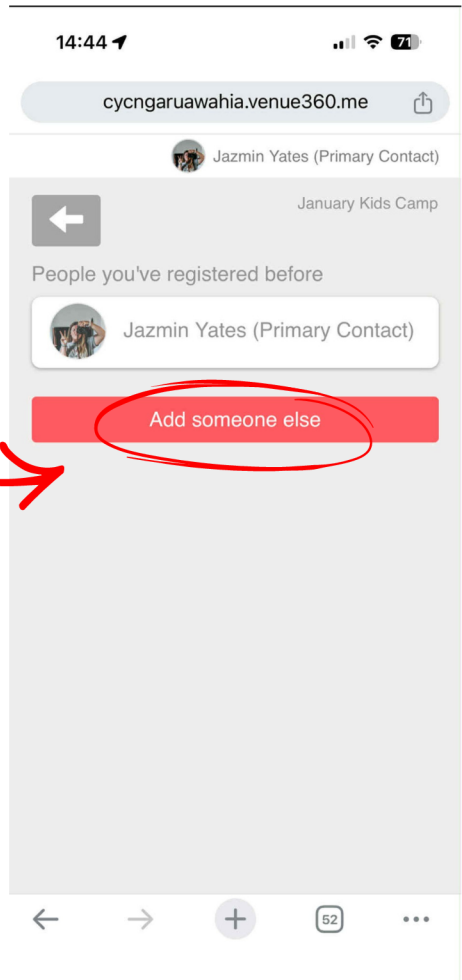 14:44
71
cycngaruawahia.venue360.me
Jazmin Yates (Primary Contact)
January Kids Camp
People you've registered before
Jazmin Yates (Primary Contact)
Add someone else
52